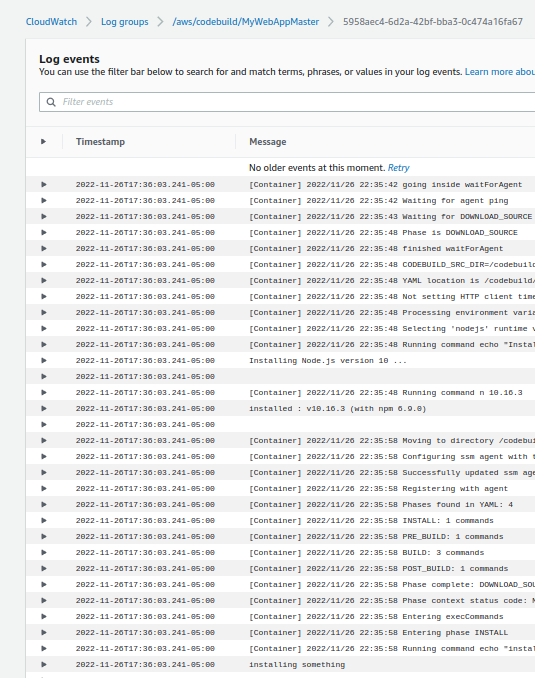 CloudWatch > Log groups > /aws/codebuild/MyWebAppMaster > 5958aec4-6d2a-42bf-bba3-0c474a16fa67
Log events
You can use the filter bar below to search for and match terms, phrases, or values in your log events. Learn more abou
Filter events
Timestamp Message
No older events at this moment. Retry
2022-11-26T17:36:03.241-05:00 [Container] 2022/11/26 22:35:42 going inside waitForAgent
2022-11-26T17:36:03.241-05:00 [Container] 2022/11/26 22:35:42 Waiting for agent ping
2022-11-26T17:36:03.241-05:00 [Container] 2022/11/26 22:35:43 Waiting for DOWNLOAD_SOURCE
2022-11-26T17:36:03.241-05:00 [Container] 2022/11/26 22:35:48 Phase is DOWNLOAD_SOURCE
2022-11-26T17:36:03.241-05:00 [Container] 2022/11/26 22:35:48 finished waitForAgent
2022-11-26T17:36:03.241-05:00 [Container] 2022/11/26 22:35:48 CODEBUILD_SRC_DIR=/codebuild
2022-11-26T17:36:03.241-05:00 [Container] 2022/11/26 22:35:48 YAML location is /codebuild/
2022-11-26T17:36:03.241-05:00 [Container] 2022/11/26 22:35:48 Not setting HTTP client time
2022-11-26T17:36:03.241-05:00 [Container] 2022/11/26 22:35:48 Processing environment varia
2022-11-26T17:36:03.241-05:00 [Container] 2022/11/26 22:35:48 Selecting 'nodejs' runtime v
2022-11-26T17:36:03.241-05:00 [Container] 2022/11/26 22:35:48 Running command echo "Instal
2022-11-26T17:36:03.241-05:00 Installing Node.js version 10 ...
2022-11-26T17:36:03.241-05:00
2022-11-26T17:36:03.241-05:00 [Container] 2022/11/26 22:35:48 Running command n 10.16.3
2022-11-26T17:36:03.241-05:00 installed : v10.16.3 (with npm 6.9.0)
2022-11-26T17:36:03.241-05:00
2022-11-26T17:36:03.241-05:00 [Container] 2022/11/26 22:35:58 Moving to directory /codebui
2022-11-26T17:36:03.241-05:00 [Container] 2022/11/26 22:35:58 Configuring ssm agent with t
2022-11-26T17:36:03.241-05:00 [Container] 2022/11/26 22:35:58 Successfully updated ssm age
2022-11-26T17:36:03.241-05:00 [Container] 2022/11/26 22:35:58 Registering with agent
2022-11-26T17:36:03.241-05:00 [Container] 2022/11/26 22:35:58 Phases found in YAML: 4
2022-11-26T17:36:03.241-05:00 [Container] 2022/11/26 22:35:58 INSTALL: 1 commands
2022-11-26T17:36:03.241-05:00 [Container] 2022/11/26 22:35:58 PRE_BUILD: 1 commands
2022-11-26T17:36:03.241-05:00 [Container] 2022/11/26 22:35:58 BUILD: 3 commands
2022-11-26T17:36:03.241-05:00 [Container] 2022/11/26 22:35:58 POST_BUILD: 1 commands
2022-11-26T17:36:03.241-05:00 [Container] 2022/11/26 22:35:58 Phase complete: DOWNLOAD_SOU
2022-11-26T17:36:03.241-05:00 [Container] 2022/11/26 22:35:58 Phase context status code: M
2022-11-26T17:36:03.241-05:00 [Container] 2022/11/26 22:35:58 Entering execCommands
2022-11-26T17:36:03.241-05:00 [Container] 2022/11/26 22:35:58 Entering phase INSTALL
2022-11-26T17:36:03.241-05:00 [Container] 2022/11/26 22:35:58 Running command echo "instal
2022-11-26T17:36:03.241-05:00 installing something